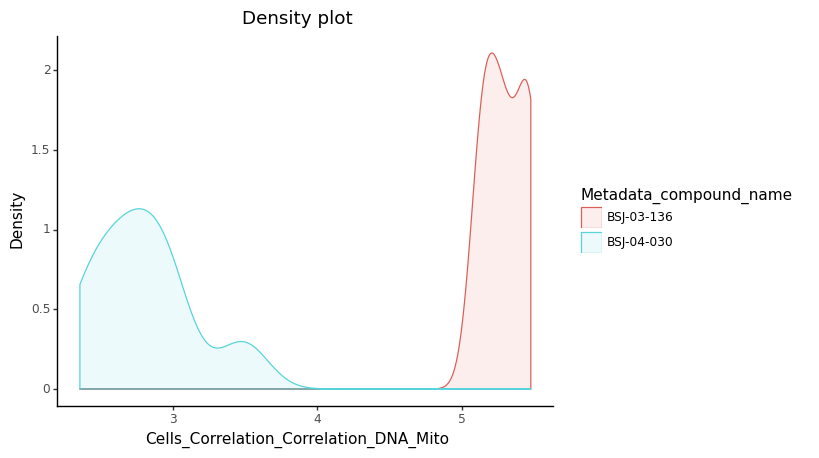 Density plot
2
1.5
1
0.5
0
Density
3 4 5
Cells_Correlation_Correlation_DNA_Mito
Metadata_compound_name
BSJ-03-136
BSJ-04-030